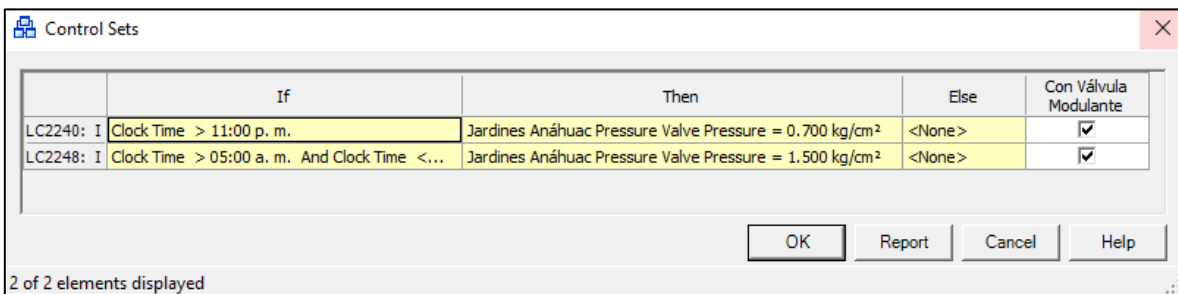 Control Sets
If Then Else Con Válvula Modulante
LC2240: I Clock Time > 11:00 p. m. Jardines Anáhuac Pressure Valve Pressure = 0.700 kg/cm² <None>
LC2248: I Clock Time > 05:00 a. m. And Clock Time <... Jardines Anáhuac Pressure Valve Pressure = 1.500 kg/cm² <None>
OK Report Cancel Help
2 of 2 elements displayed